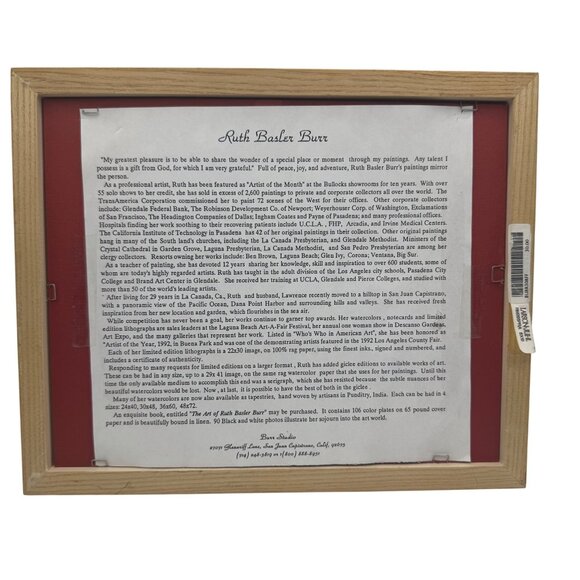 Ruth Basler Burr
"My greatest pleasure is to be able to share the wonder of a special place or moment through my paintings. Any talent I
possess is a gift from God, for which I am very grateful." Full of peace, joy, and adventure, Ruth Basler Burr's paintings mirror
the person.
As a professional artist, Ruth has been featured as "Artist of the Month" at the Bullocks showrooms for ten years. With over
55 solo shows to her credit, she has sold in excess of 2,600 paintings to private and corporate collectors all over the world. The
TransAmerica Corporation commissioned her to paint 72 scenes of the West for their offices. Other corporate collectors
include: Glendale Federal Bank, The Robinson Development Co. of Newport; Weyerhouser Corp. of Washington, Exclamations
of San Francisco, The Headington Companies of Dallas; Ingham Coates and Payne of Pasadena; and many professional offices.
Hospitals finding her work soothing to their recovering patients include U.C.L.A., FHP, Arcadia, and Irvine Medical Centers.
The California Institute of Technology in Pasadena has 42 of her original paintings in their collection. Other original paintings
hang in many of the South land's churches, including the La Canada Presbyterian, and Glendale Methodist. Ministers of the
Crystal Cathedral in Garden Grove, Laguna Presbyterian, La Canada Methodist, and San Pedro Presbyterian are among her
clergy collectors. Resorts owning her works include: Ben Brown, Laguna Beach; Glen Ivy, Corona; Ventana, Big Sur.
As a teacher of painting, she has devoted 12 years sharing her knowledge, skill and inspiration to over 600 students, some of
whom are today's highly regarded artists. Ruth has taught in the adult division of the Los Angeles city schools, Pasadena City
College and Brand Art Center in Glendale. She received her training at UCLA, Glendale and Pierce Colleges, and studied with
more than 50 of the world's leading artists.
After living for 29 years in La Canada, Ca., Ruth and husband, Lawrence recently moved to a hilltop in San Juan Capistrano,
with a panoramic view of the Pacific Ocean, Dana Point Harbor and surrounding hills and valleys. She has received fresh
inspiration from her new location and garden, which flourishes in the sea air.
While competition has never been a goal, her works continue to garner top awards. Her watercolors, notecards and limited
edition lithographs are sales leaders at the Laguna Beach Art-A-Fair Festival, her annual one woman show in Descanso Gardens,
Art Expo, and the many galleries that represent her work. Listed in "Who's Who in American Art", she has been honored as
"Artist of the Year, 1992, in Buena Park and was one of the demonstrating artists featured in the 1992 Los Angeles County Fair.
Each of her limited edition lithographs is a 22x30 image, on 100% rag paper, using the finest inks, signed and numbered, and
includes a certificate of authenticity.
Responding to many requests for limited editions on a larger format, Ruth has added giclee editions to available works of art.
These can be had in any size, up to a 29x 41 image, on the same rag watercolor paper that she uses for her paintings. Until this
time the only available medium to accomplish this end was a serigraph, which she has resisted because the subtle nuances of her
beautiful watercolors would be lost. Now, at last, it is possible to have the best of both in the giclee.
Many of her watercolors are now also available as tapestries, hand woven by artisans in Pundity, India. Each can be had in 4
sizes: 24x40, 30x48, 36x60, 48x72.
An exquisite book, entitled "The Art of Ruth Basler Burr" may be purchased. It contains 106 color plates on 65 pound cover
paper and is beautifully bound in linen. 90 Black and white photos illustrate her sojourn into the art world.
Burr Studio
San Juan Capistrano, Calif.